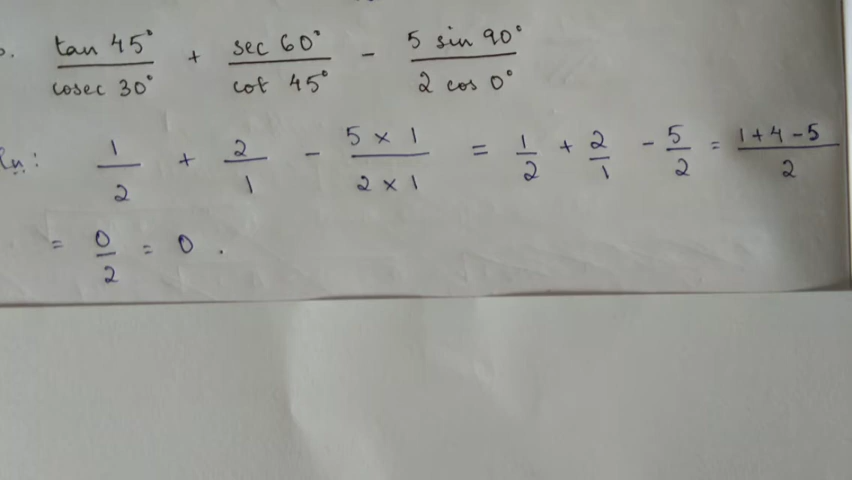 tan 45° / cosec 30° + sec 60° / cot 45° - 5 sin 90° / 2 cos 0°
1/2 + 2/1 - 5 × 1 / 2 × 1 = 1/2 + 2/1 - 5/2 = 1 + 4 - 5 / 2
= 0/2 = 0 .